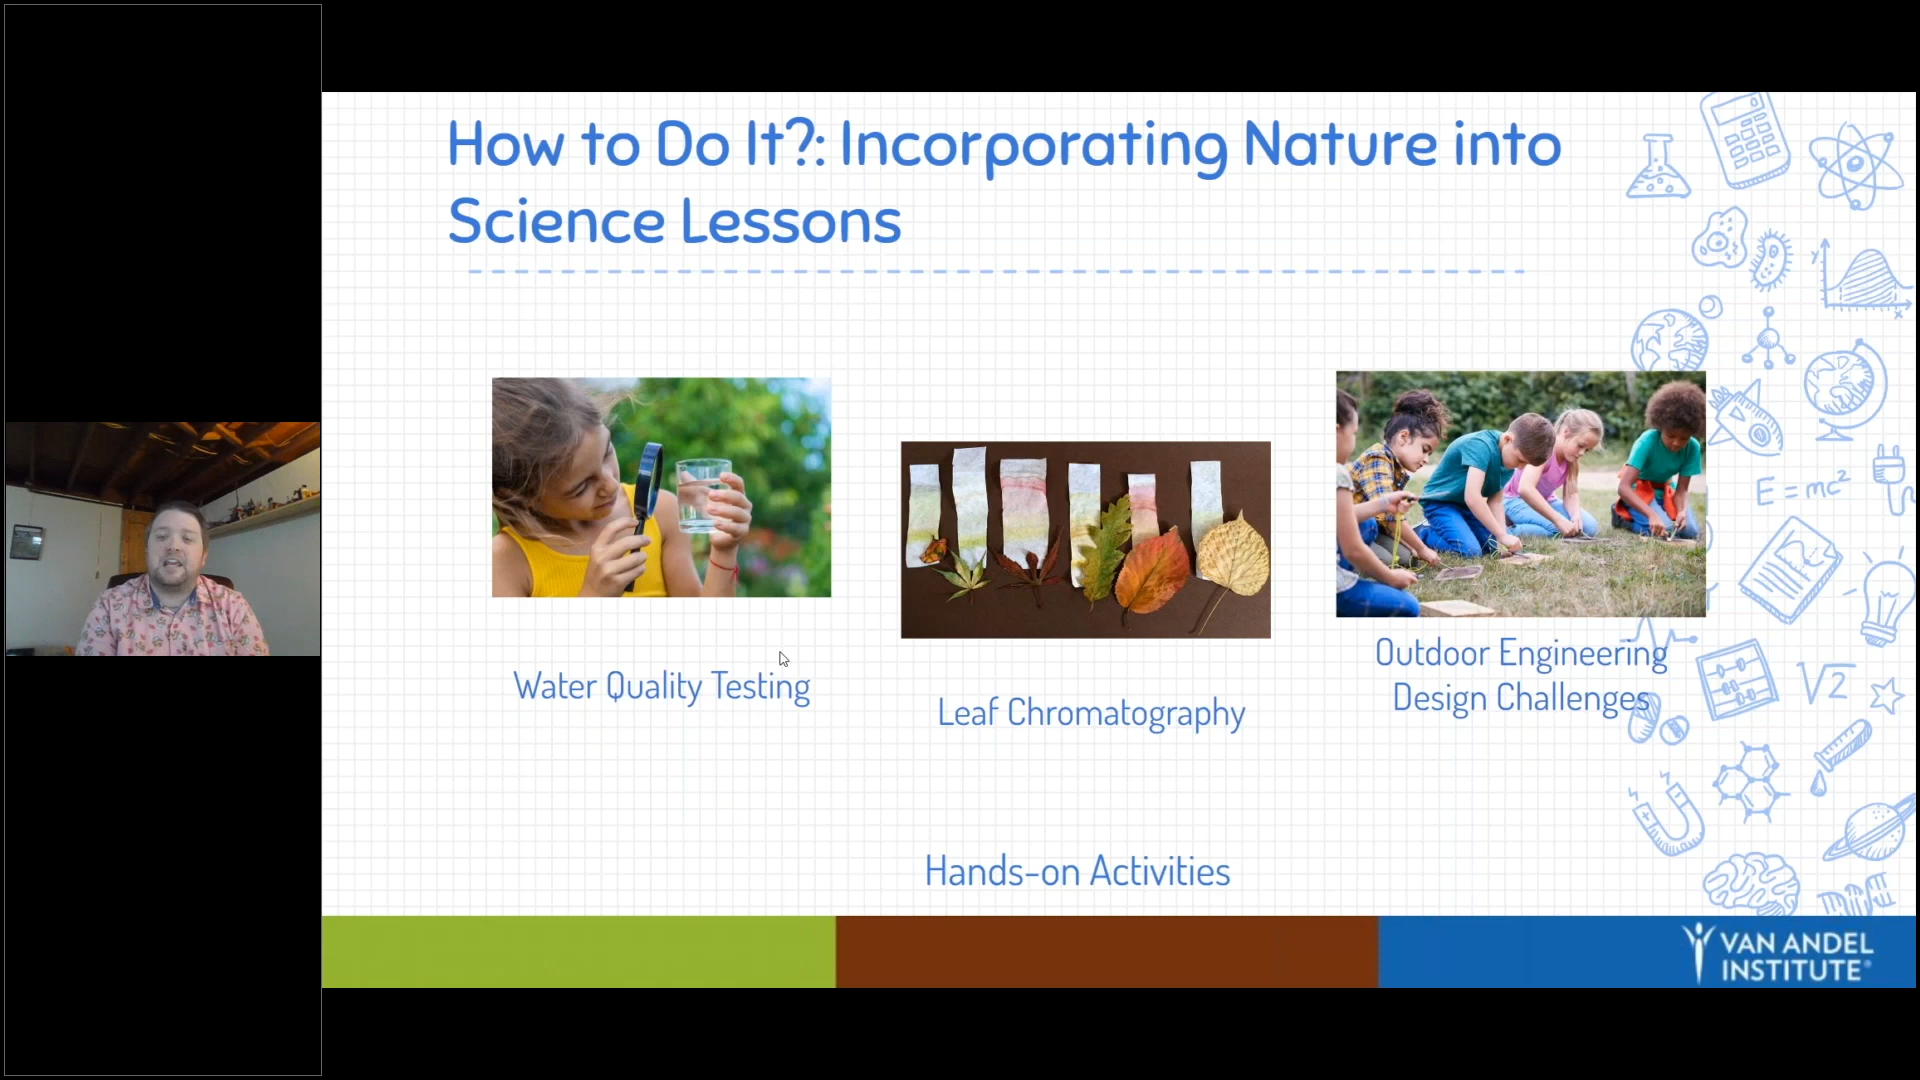 How to Do It?: Incorporating Nature into
Science Lessons
Water Quality Testing
Leaf Chromatography
Outdoor Engineering
Design Challenges
Hands-on Activities
y
x
E=mc²
√2
VAN ANDEL
INSTITUTE®